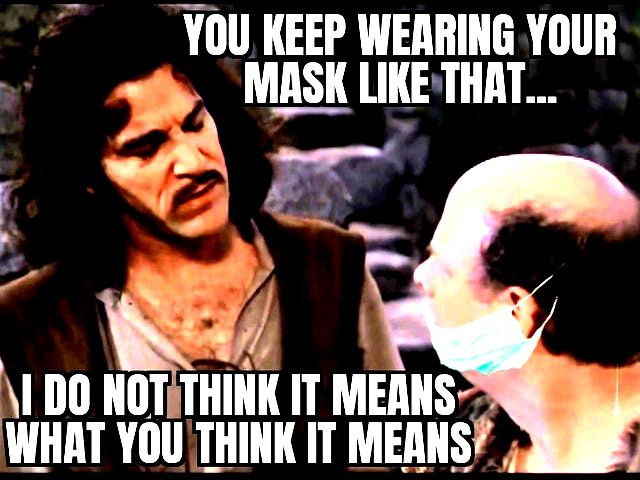 YOU KEEP WEARING YOUR
MASK LIKE THAT...
I DO NOT THINK IT MEANS
WHAT YOU THINK IT MEANS